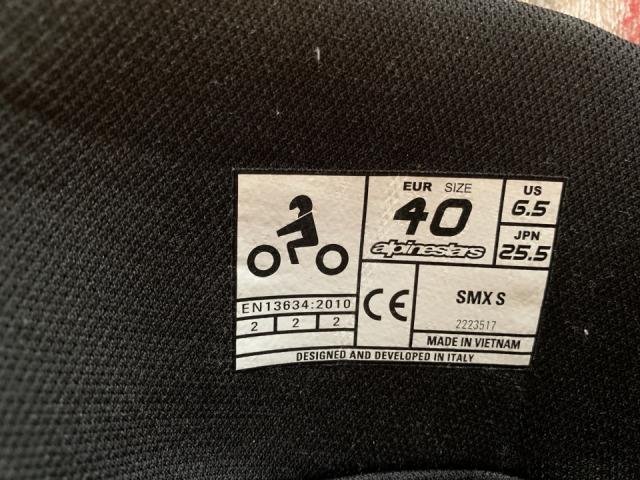 EUR SIZE
40
alpinestars
US
6.5
JPN
25.5
EN13634:2010
2 2 2
CE
SMX S
2223517
MADE IN VIETNAM
DESIGNED AND DEVELOPED IN ITALY